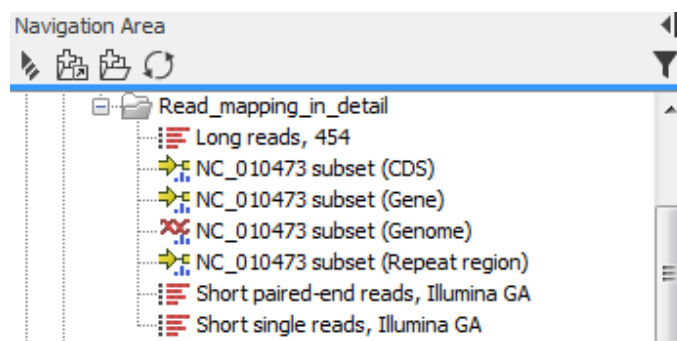 Navigation Area
Read_mapping_in_detail
Long reads, 454
NC_010473 subset (CDS)
NC_010473 subset (Gene)
NC_010473 subset (Genome)
NC_010473 subset (Repeat region)
Short paired-end reads, Illumina GA
Short single reads, Illumina GA